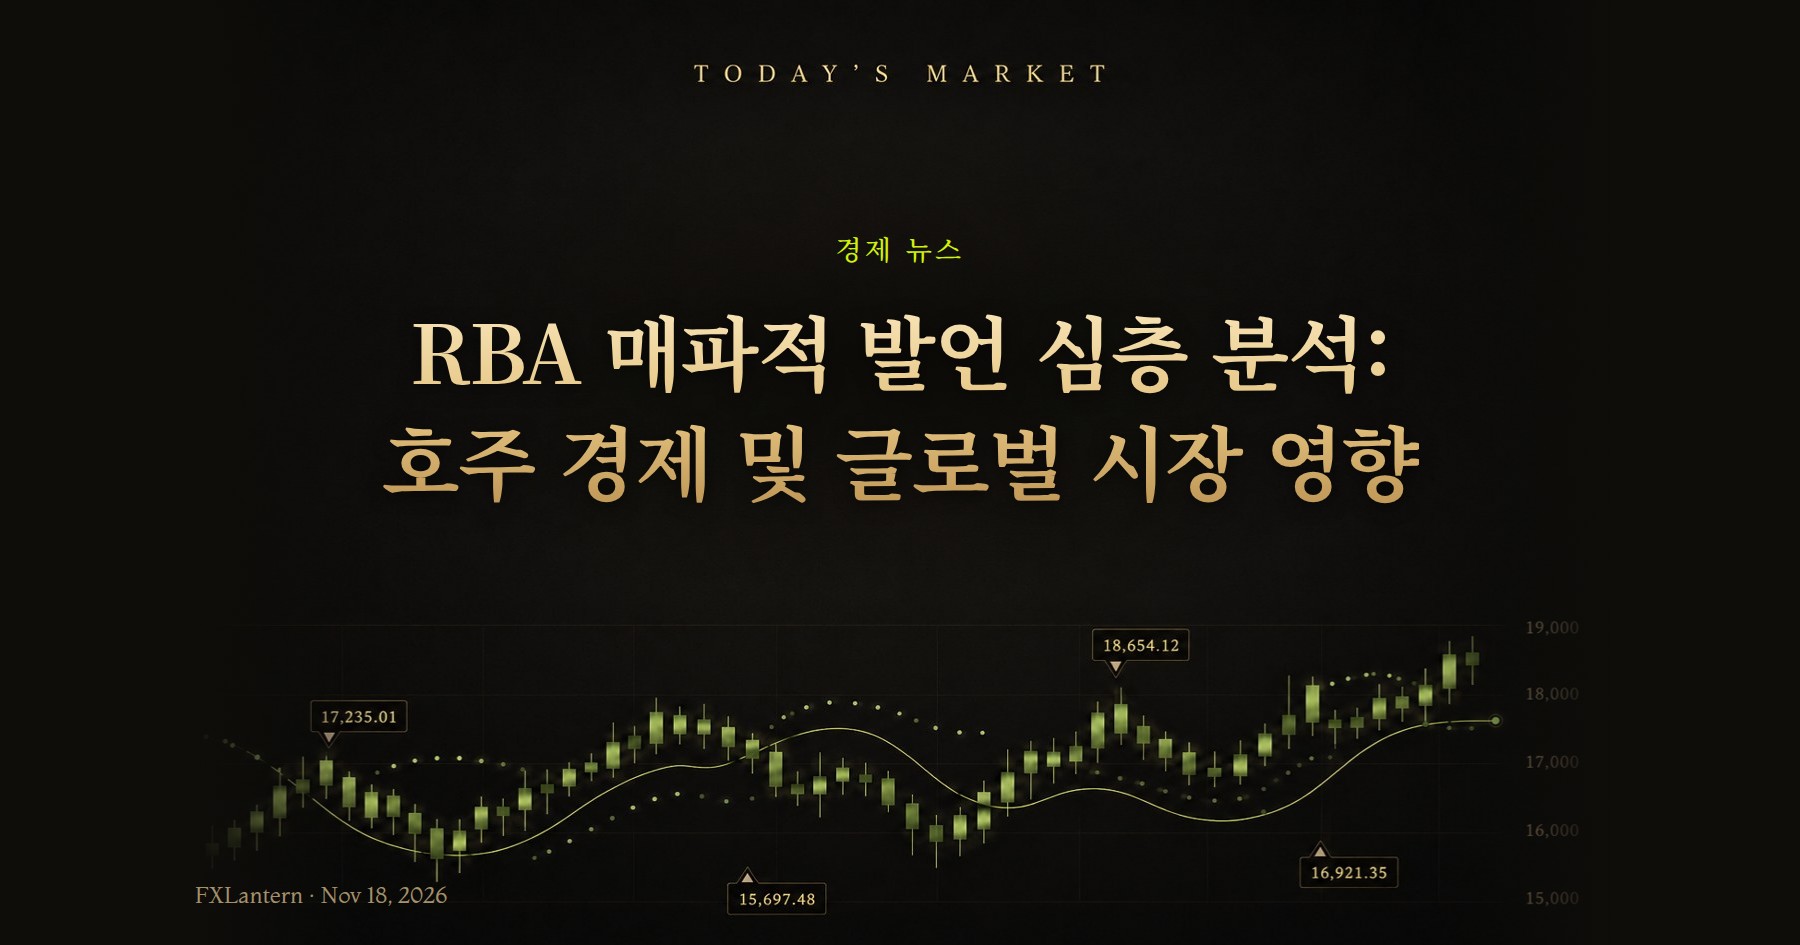 TODAY’S MARKET
경제 뉴스
RBA 매파적 발언 심층 분석:
호주 경제 및 글로벌 시장 영향
19,000
18,654.12
18,000
17,235.01
17,000
16,000
16,921.35
15,697.48
15,000
FXLantern · Nov 18, 2026